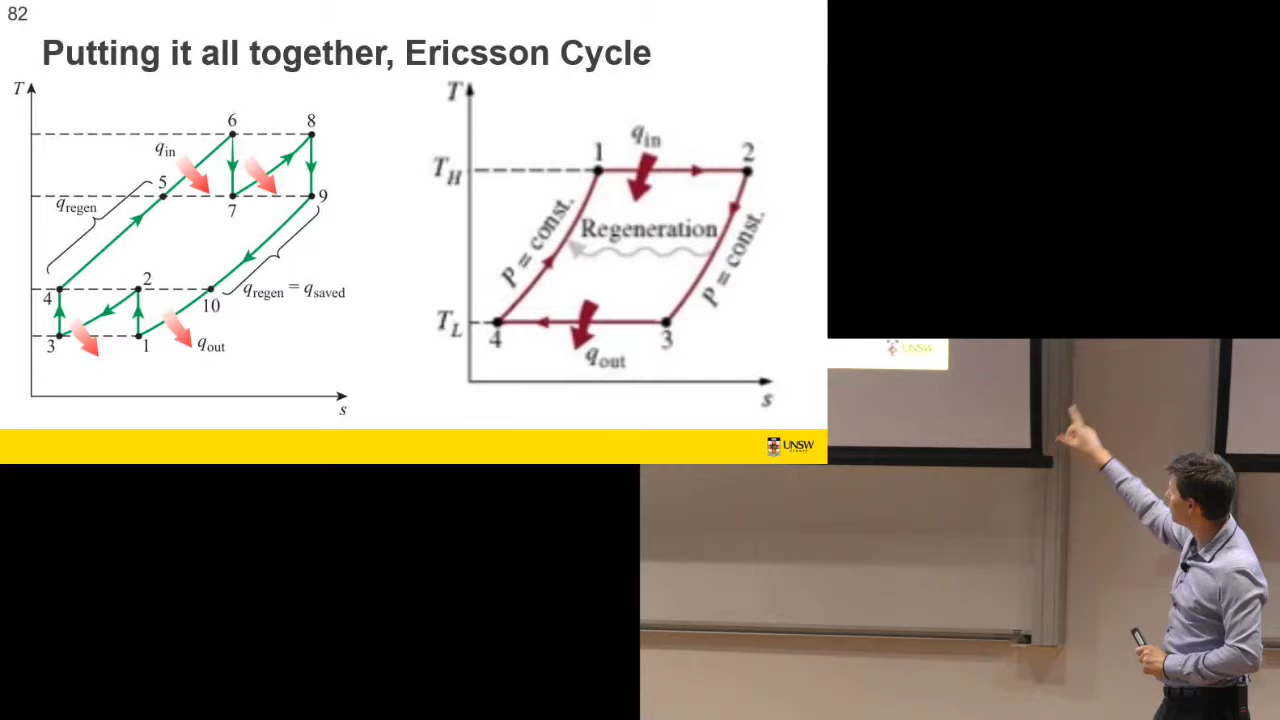 82
Putting it all together, Ericsson Cycle
T
6
8
q_in
5
q_regen
7
9
4
2
10
q_regen = q_saved
3
1
q_out
s
T
q_in
1
2
T_H
P = const.
Regeneration
P = const.
T_L
4
3
q_out
s
UNSW
SYDNEY
UNSW